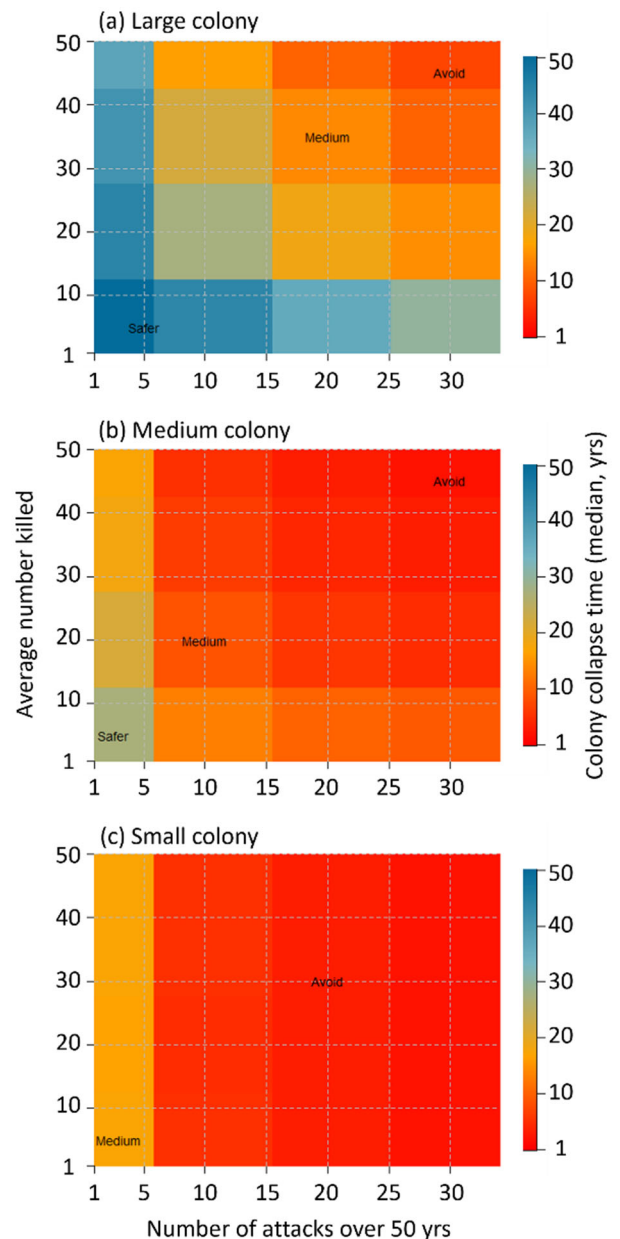 (a) Large colony
50
40
30
20
10
1
1 5 10 15 20 25 30
Avoid
Medium
Safer
50
40
30
20
10
1
(b) Medium colony
50
40
30
20
10
1
1 5 10 15 20 25 30
Avoid
Medium
Safer
50
40
30
20
10
1
Average number killed
Colony collapse time (median, yrs)
(c) Small colony
50
40
30
20
10
1
1 5 10 15 20 25 30
Avoid
Medium
50
40
30
20
10
1
Number of attacks over 50 yrs